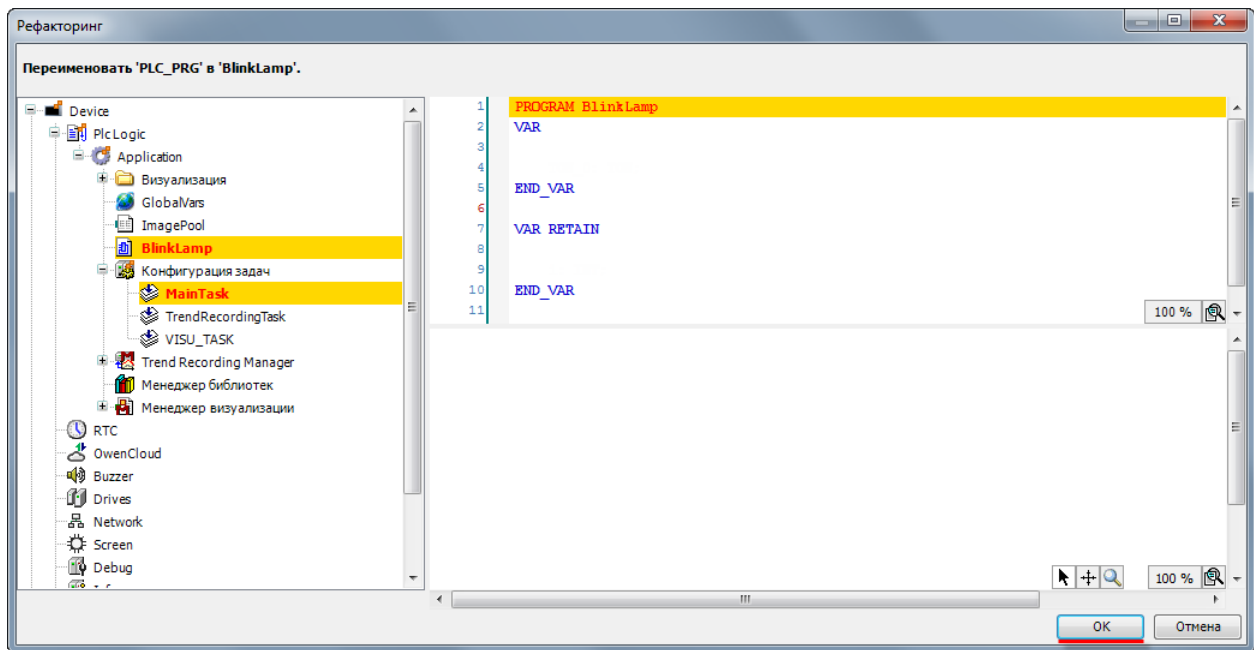 Рефакторинг
Переименовать 'PLC_PRG' в 'BlinkLamp'.
Device
PlcLogic
Application
Визуализация
GlobalVars
ImagePool
BlinkLamp
Конфигурация задач
MainTask
TrendRecordingTask
VISU_TASK
Trend Recording Manager
Менеджер библиотек
Менеджер визуализации
RTC
OwenCloud
Buzzer
Drives
Network
Screen
Debug
1 PROGRAM BlinkLamp
2 VAR
3
4
5 END_VAR
6
7 VAR RETAIN
8
9
10 END_VAR
11
100 %
100 %
OK Отмена